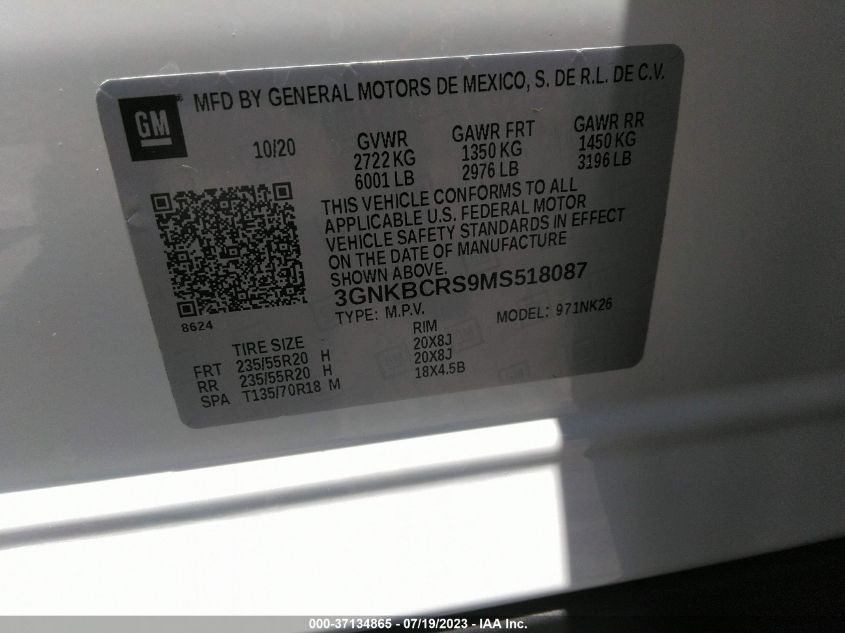 GM
® MFD BY GENERAL MOTORS DE MEXICO, S. DE R.L. DE C.V.
10/20
GVWR GAWR FRT GAWR RR
2722 KG 1350 KG 1450 KG
6001 LB 2976 LB 3196 LB
THIS VEHICLE CONFORMS TO ALL
APPLICABLE U.S. FEDERAL MOTOR
VEHICLE SAFETY STANDARDS IN EFFECT
ON THE DATE OF MANUFACTURE
SHOWN ABOVE.
3GNKBCRS9MS518087
8624
TYPE: M.P.V. MODEL: 971NK26
TIRE SIZE RIM
FRT 235/55R20 H 20X8J
RR 235/55R20 H 20X8J
SPA T135/70R18 M 18X4.5B
000-37134865 - 07/19/2023 - IAA Inc.